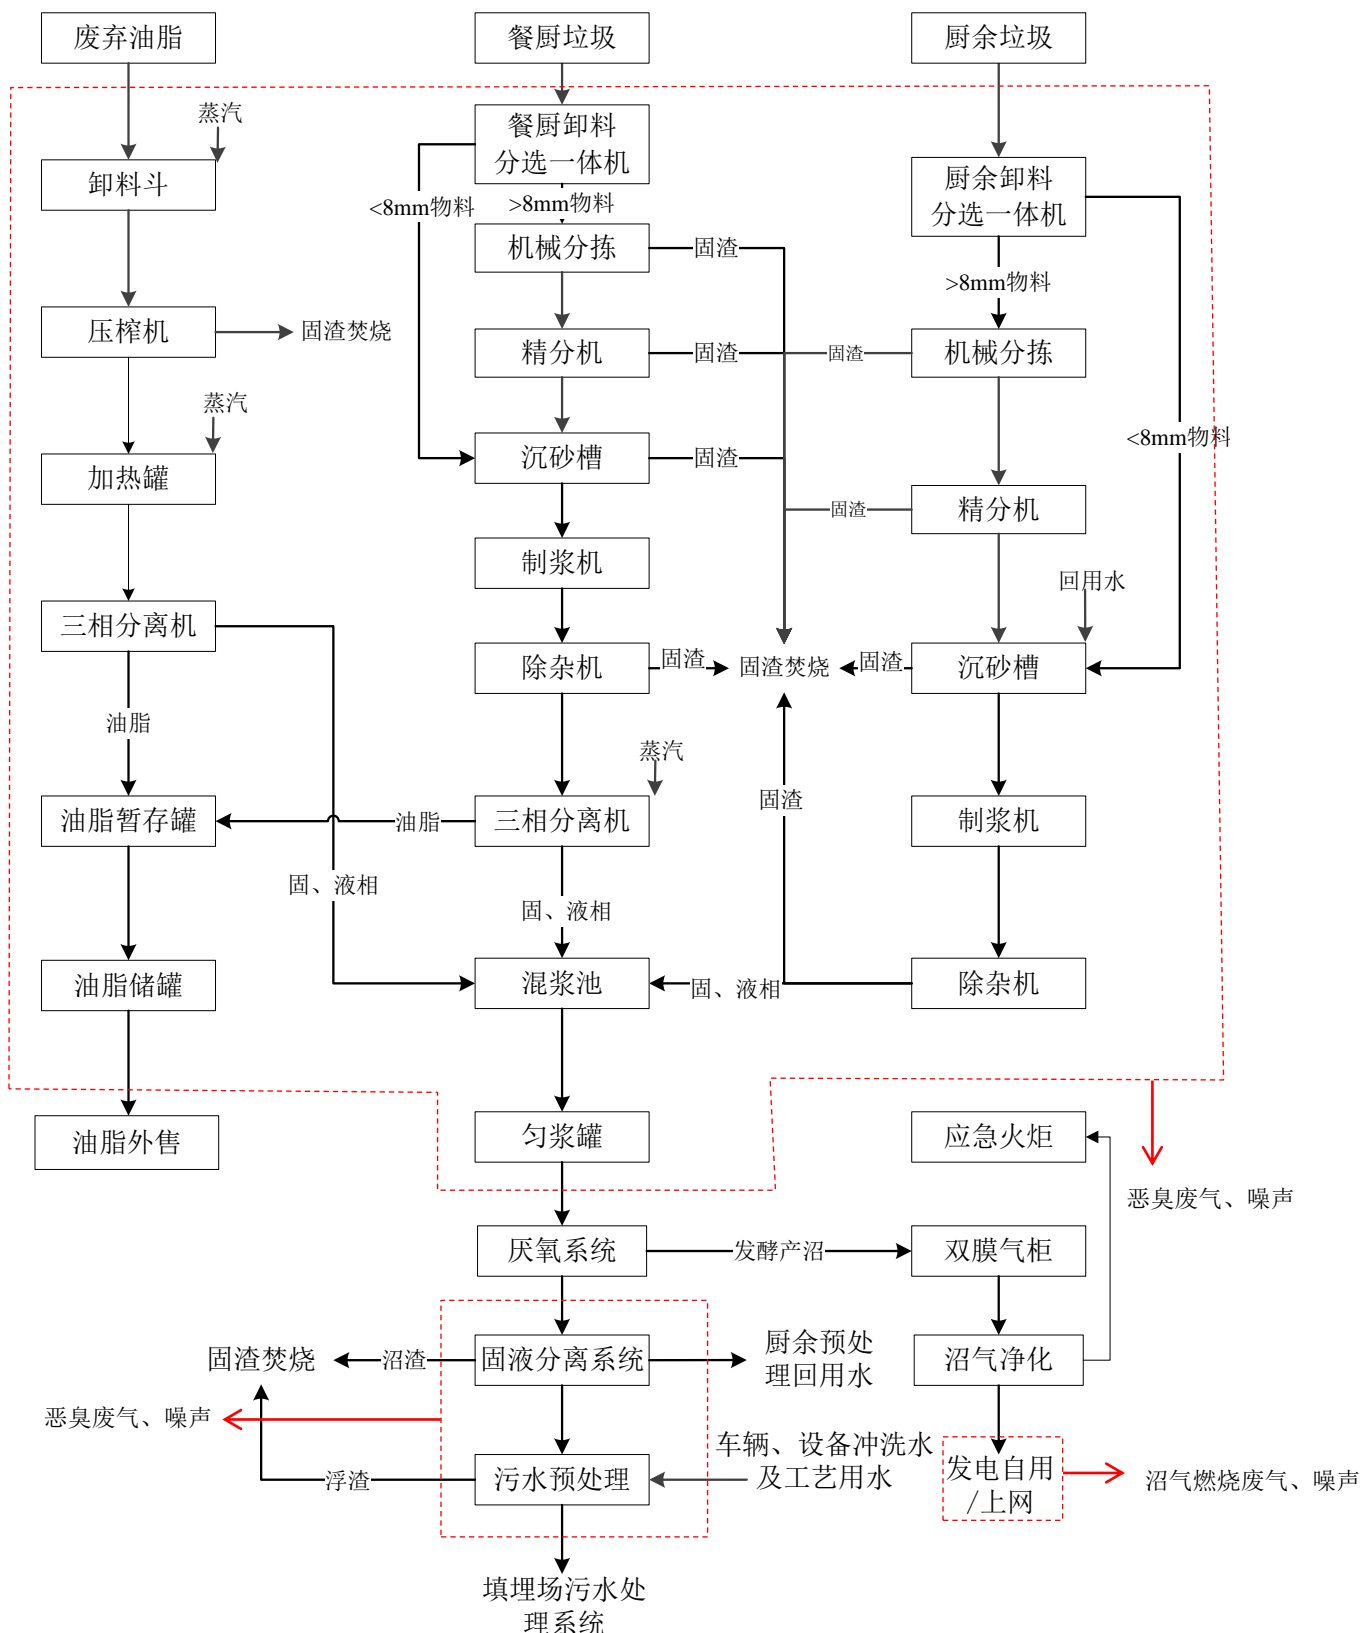 废弃油脂
餐厨垃圾
厨余垃圾
蒸汽
餐厨卸料
分选一体机
卸料斗
厨余卸料
分选一体机
<8mm物料
>8mm物料
机械分拣
固渣
>8mm物料
压榨机
固渣焚烧
精分机
固渣
固渣
机械分拣
蒸汽
<8mm物料
加热罐
沉砂槽
固渣
固渣
精分机
制浆机
回用水
三相分离机
除杂机
固渣
固渣焚烧
固渣
沉砂槽
油脂
蒸汽
固渣
油脂暂存罐
油脂
三相分离机
制浆机
固、液相
固、液相
油脂储罐
混浆池
固、液相
除杂机
油脂外售
匀浆罐
应急火炬
恶臭废气、噪声
厌氧系统
发酵产沼
双膜气柜
固渣焚烧
沼渣
固液分离系统
厨余预处
理回用水
沼气净化
恶臭废气、噪声
浮渣
污水预处理
车辆、设备冲洗水
及工艺用水
发电自用
/上网
沼气燃烧废气、噪声
填埋场污水处
理系统